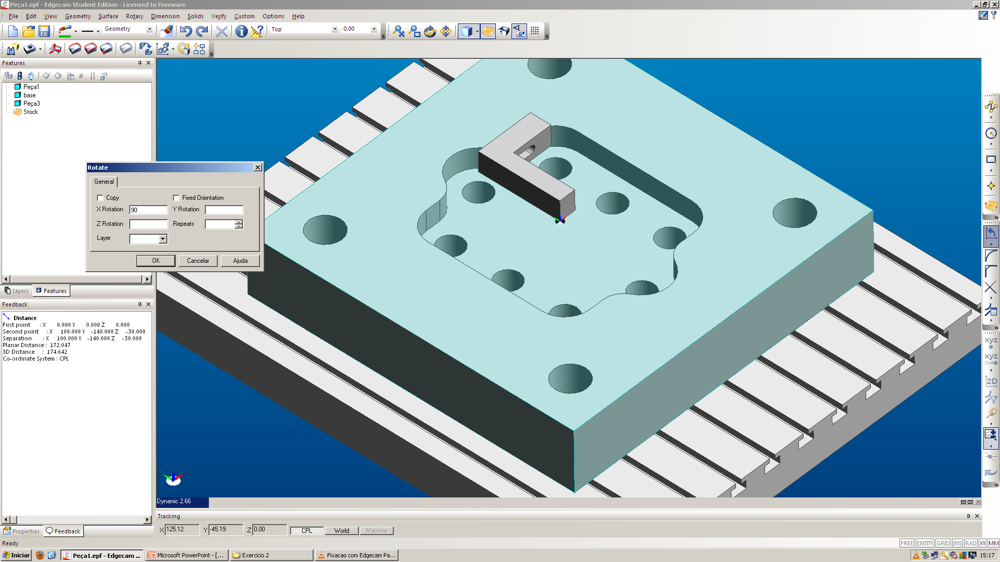 Peça1.epf - Edgecam Student Edition - Licensed to Freeware
File Edit View Geometry Surface Rotary Dimension Solids Verify Custom Options Help
Geometry Top 0.00
Features
Peça1
base
Peça3
Stock
Rotate
General
Copy Fixed Orientation
X Rotation 90 Y Rotation
Z Rotation Repeats
Layer
OK Cancelar Ajuda
Layers Features
Feedback
Distance
First point : X 0.000 Y 0.000 Z 0.000
Second point : X 100.000 Y -140.000 Z -30.000
Separation : X 100.000 Y -140.000 Z -30.000
Planar Distance : 172.047
3D Distance : 174.642
Co-ordinate System : CPL
xyz
xyz
2D
Dynamic 2.66
Tracking
X 125.12 Y -45.19 Z 0.00 CPL World Machine
Properties Feedback
Ready
FREE ENTITY GRID INS RAD XY MM
Iniciar Peça1.epf - Edgecam ... Microsoft PowerPoint - [... Exercicio 2 Fixacao com Edgecam Pa... 15:17